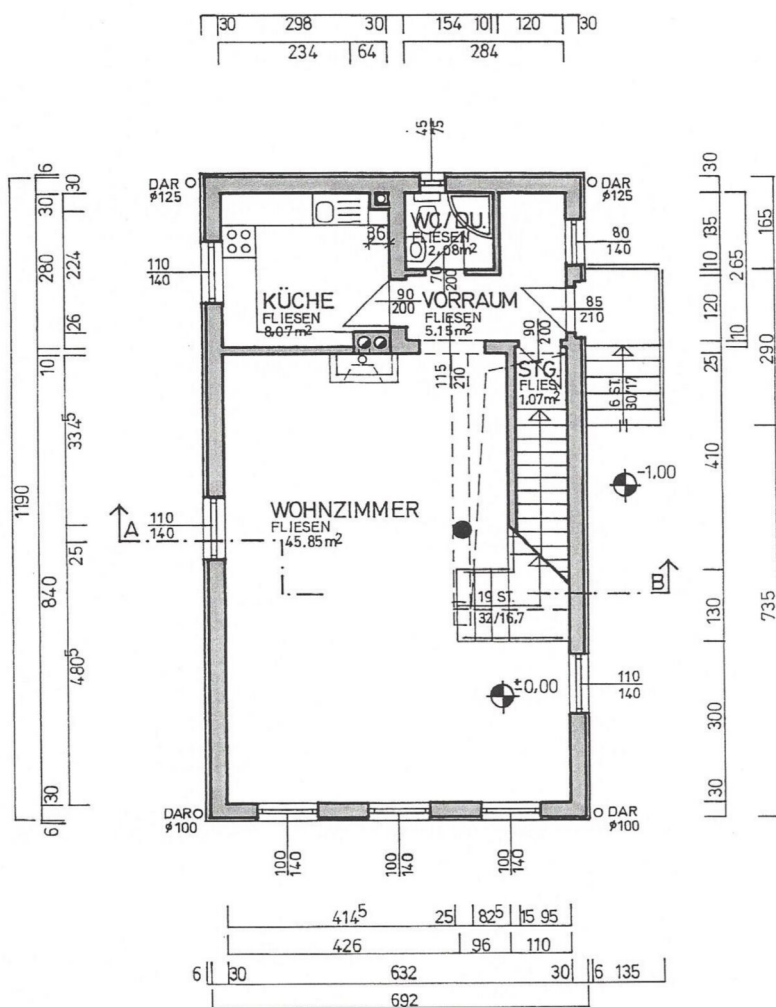 30 298 30 154 10 120 30
234 64 284
45
75
DAR
ø125
DAR
ø125
6
30
30
280
224
26
10
334⁵
1190
25
840
480⁵
30
6
110
140
36
WC/DU.
FLIESEN
2,08m²
70
200
80
140
KÜCHE
FLIESEN
8.07m²
90
200
VORRAUM
FLIESEN
5.15m²
85
210
90
200
115
210
STG.
FLIES.
1,07m²
6 ST.
30/17
-1,00
WOHNZIMMER
FLIESEN
45.85m²
110
140
A
B
19 ST.
32/16,7
±0,00
110
140
30
135
10
265
165
120
10
290
25
410
130
735
300
30
DAR
ø100
DAR
ø100
100
140
100
140
100
140
414⁵ 25 82⁵ 15 95
426 96 110
6 30 632 30 6 135
692